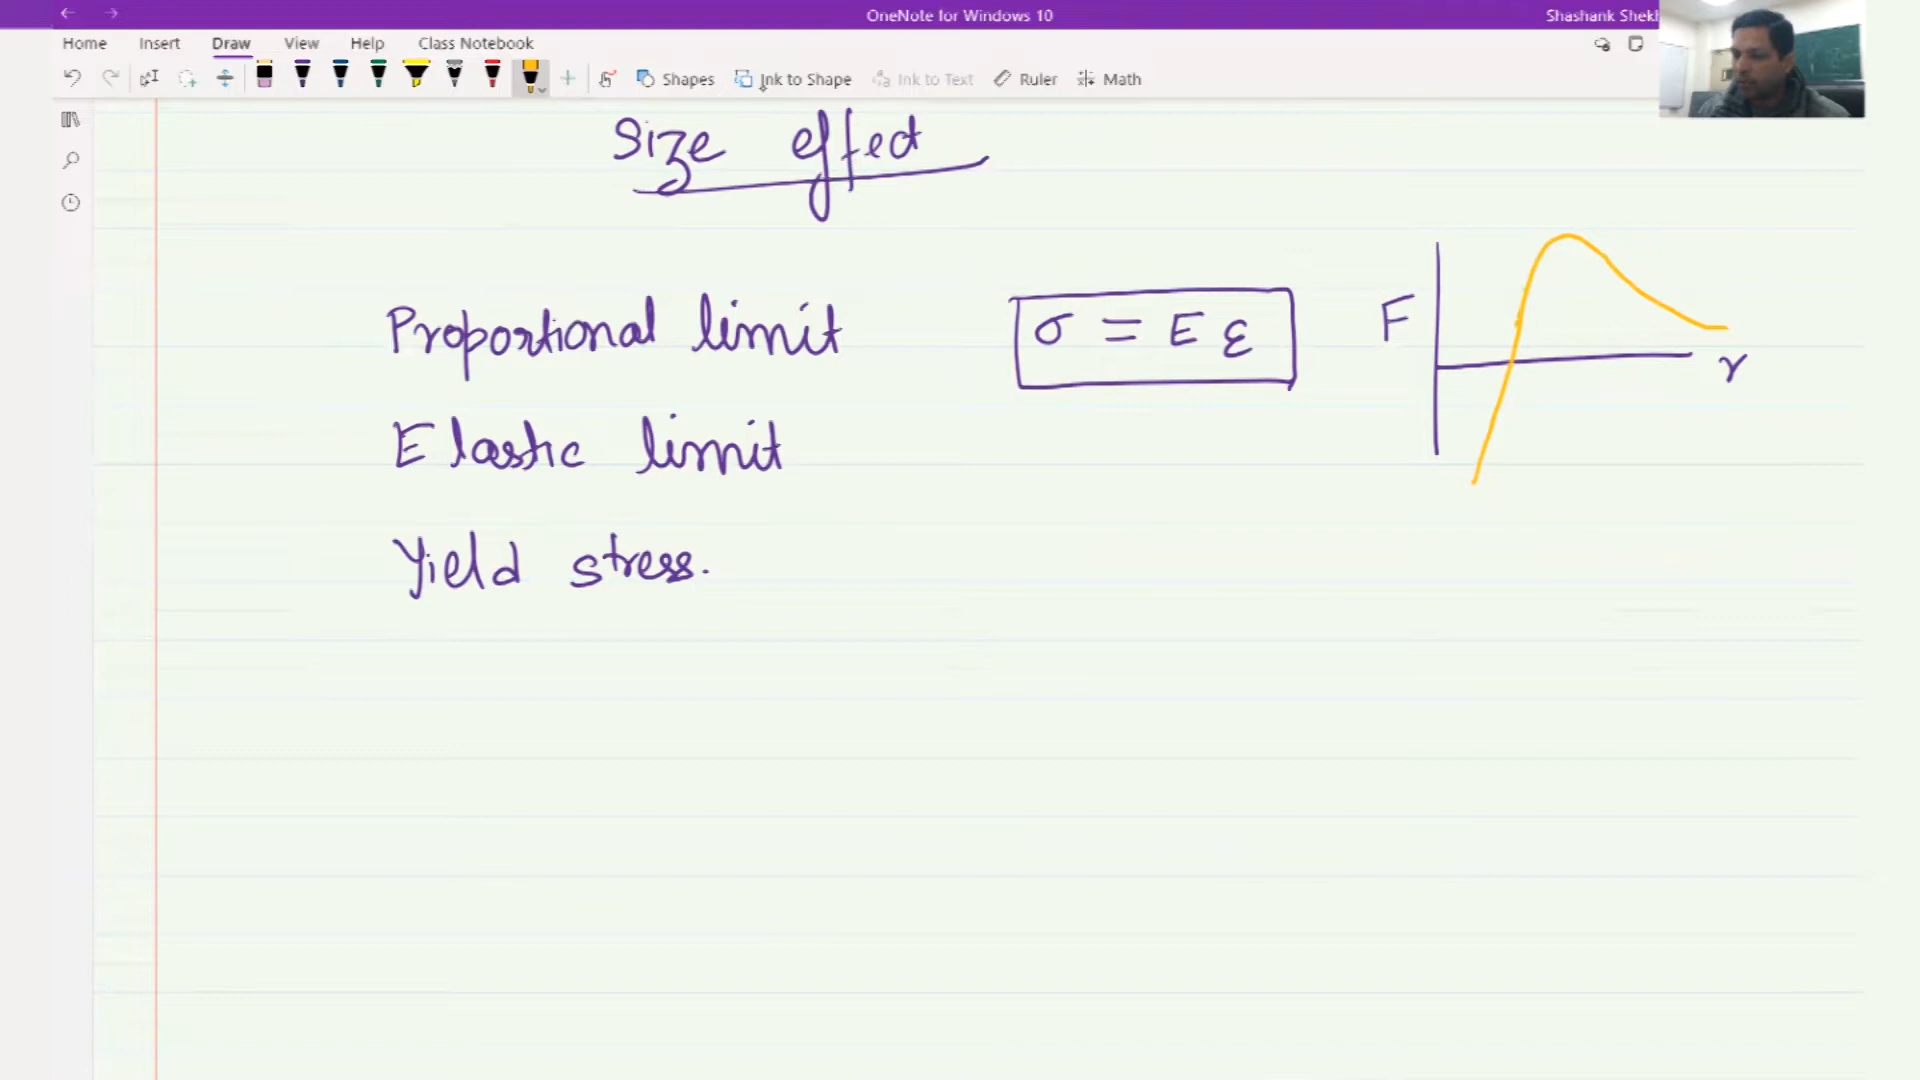 OneNote for Windows 10
Shashank Shekh
Home Insert Draw View Help Class Notebook
Shapes Ink to Shape Ink to Text Ruler Math
Size effect
Proportional limit σ = E ε F r
Elastic limit
Yield stress.